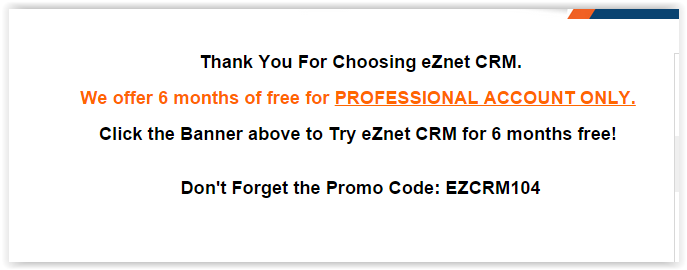 Thank You For Choosing eZnet CRM.
We offer 6 months of free for PROFESSIONAL ACCOUNT ONLY.
Click the Banner above to Try eZnet CRM for 6 months free!
Don't Forget the Promo Code: EZCRM104